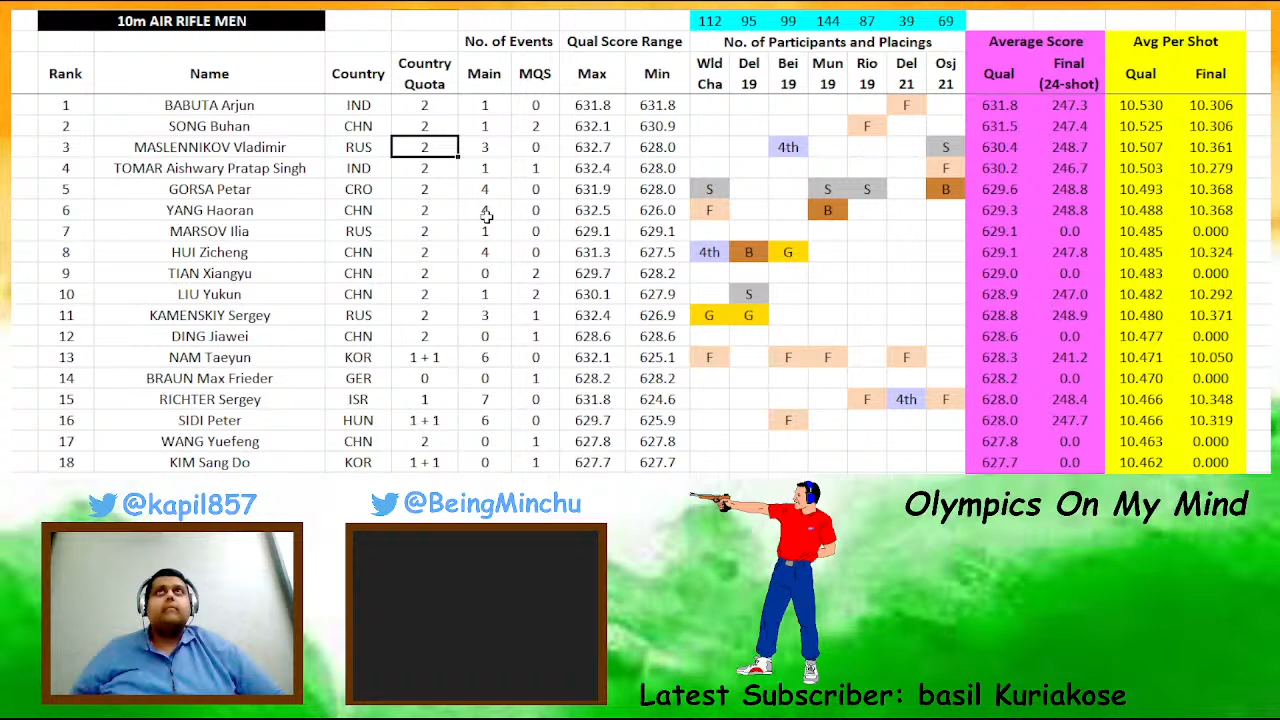 10m AIR RIFLE MEN 112 95 99 144 87 39 69
No. of Events Qual Score Range No. of Participants and Placings Average Score Avg Per Shot
Rank Name Country Country Quota Main MQS Max Min Wld Cha Del 19 Bei 19 Mun 19 Rio 19 Del 21 Osj 21 Qual Final (24-shot) Qual Final
1 BABUTA Arjun IND 2 1 0 631.8 631.8 F 631.8 247.3 10.530 10.306
2 SONG Buhan CHN 2 1 2 632.1 630.9 F 631.5 247.4 10.525 10.306
3 MASLENNIKOV Vladimir RUS 2 3 0 632.7 628.0 4th S 630.4 248.7 10.507 10.361
4 TOMAR Aishwary Pratap Singh IND 2 1 1 632.4 628.0 F 630.2 246.7 10.503 10.279
5 GORSA Petar CRO 2 4 0 631.9 628.0 S S S B 629.6 248.8 10.493 10.368
6 YANG Haoran CHN 2 4 0 632.5 626.0 F B 629.3 248.8 10.488 10.368
7 MARSOV Ilia RUS 2 1 0 629.1 629.1 629.1 0.0 10.485 0.000
8 HUI Zicheng CHN 2 4 0 631.3 627.5 4th B G 629.1 247.8 10.485 10.324
9 TIAN Xiangyu CHN 2 0 2 629.7 628.2 629.0 0.0 10.483 0.000
10 LIU Yukun CHN 2 1 2 630.1 627.9 S 628.9 247.0 10.482 10.292
11 KAMENSKIY Sergey RUS 2 3 1 632.4 626.9 G G 628.8 248.9 10.480 10.371
12 DING Jiawei CHN 2 0 1 628.6 628.6 628.6 0.0 10.477 0.000
13 NAM Taeyun KOR 1 + 1 6 0 632.1 625.1 F F F F 628.3 241.2 10.471 10.050
14 BRAUN Max Frieder GER 0 0 1 628.2 628.2 628.2 0.0 10.470 0.000
15 RICHTER Sergey ISR 1 7 0 631.8 624.6 F 4th F 628.0 248.4 10.466 10.348
16 SIDI Peter HUN 1 + 1 6 0 629.7 625.9 F 628.0 247.7 10.466 10.319
17 WANG Yuefeng CHN 2 0 1 627.8 627.8 627.8 0.0 10.463 0.000
18 KIM Sang Do KOR 1 + 1 0 1 627.7 627.7 627.7 0.0 10.462 0.000
@kapil857 @BeingMinchu Olympics On My Mind
Latest Subscriber: basil Kuriakose